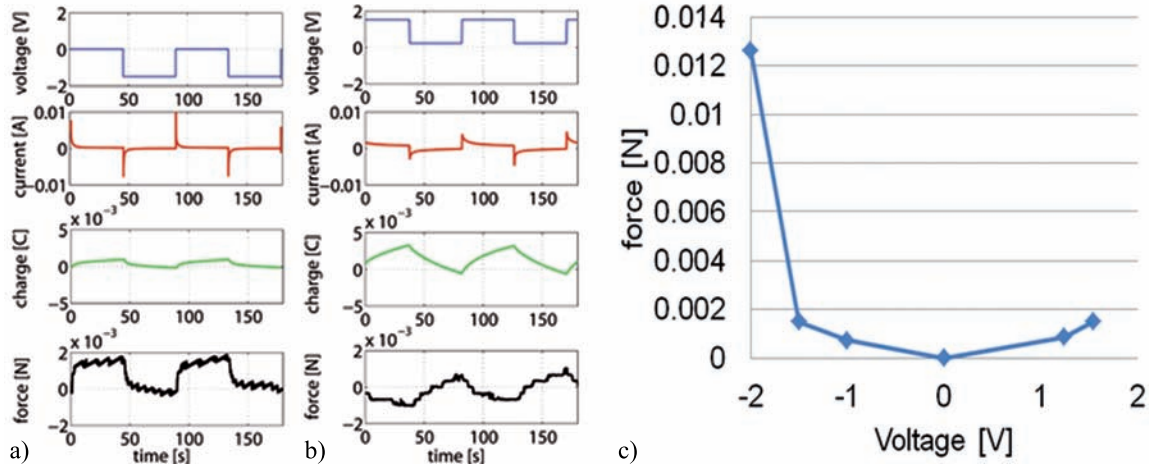 voltage [V]
2
0
−2
0 50 100 150
current [A]
0.01
0
−0.01
0 50 100 150
charge [C]
x 10⁻³
5
0
−5
0 50 100 150
force [N]
x 10⁻³
2
0
−2
0 50 100 150
a) time [s]
voltage [V]
2
0
−2
0 50 100 150
current [A]
0.01
0
−0.01
0 50 100 150
charge [C]
x 10⁻³
5
0
−5
0 50 100 150
force [N]
x 10⁻³
2
0
−2
0 50 100 150
b) time [s]
force [N]
0.014
0.012
0.01
0.008
0.006
0.004
0.002
0
-2 -1 0 1 2
c) Voltage [V]